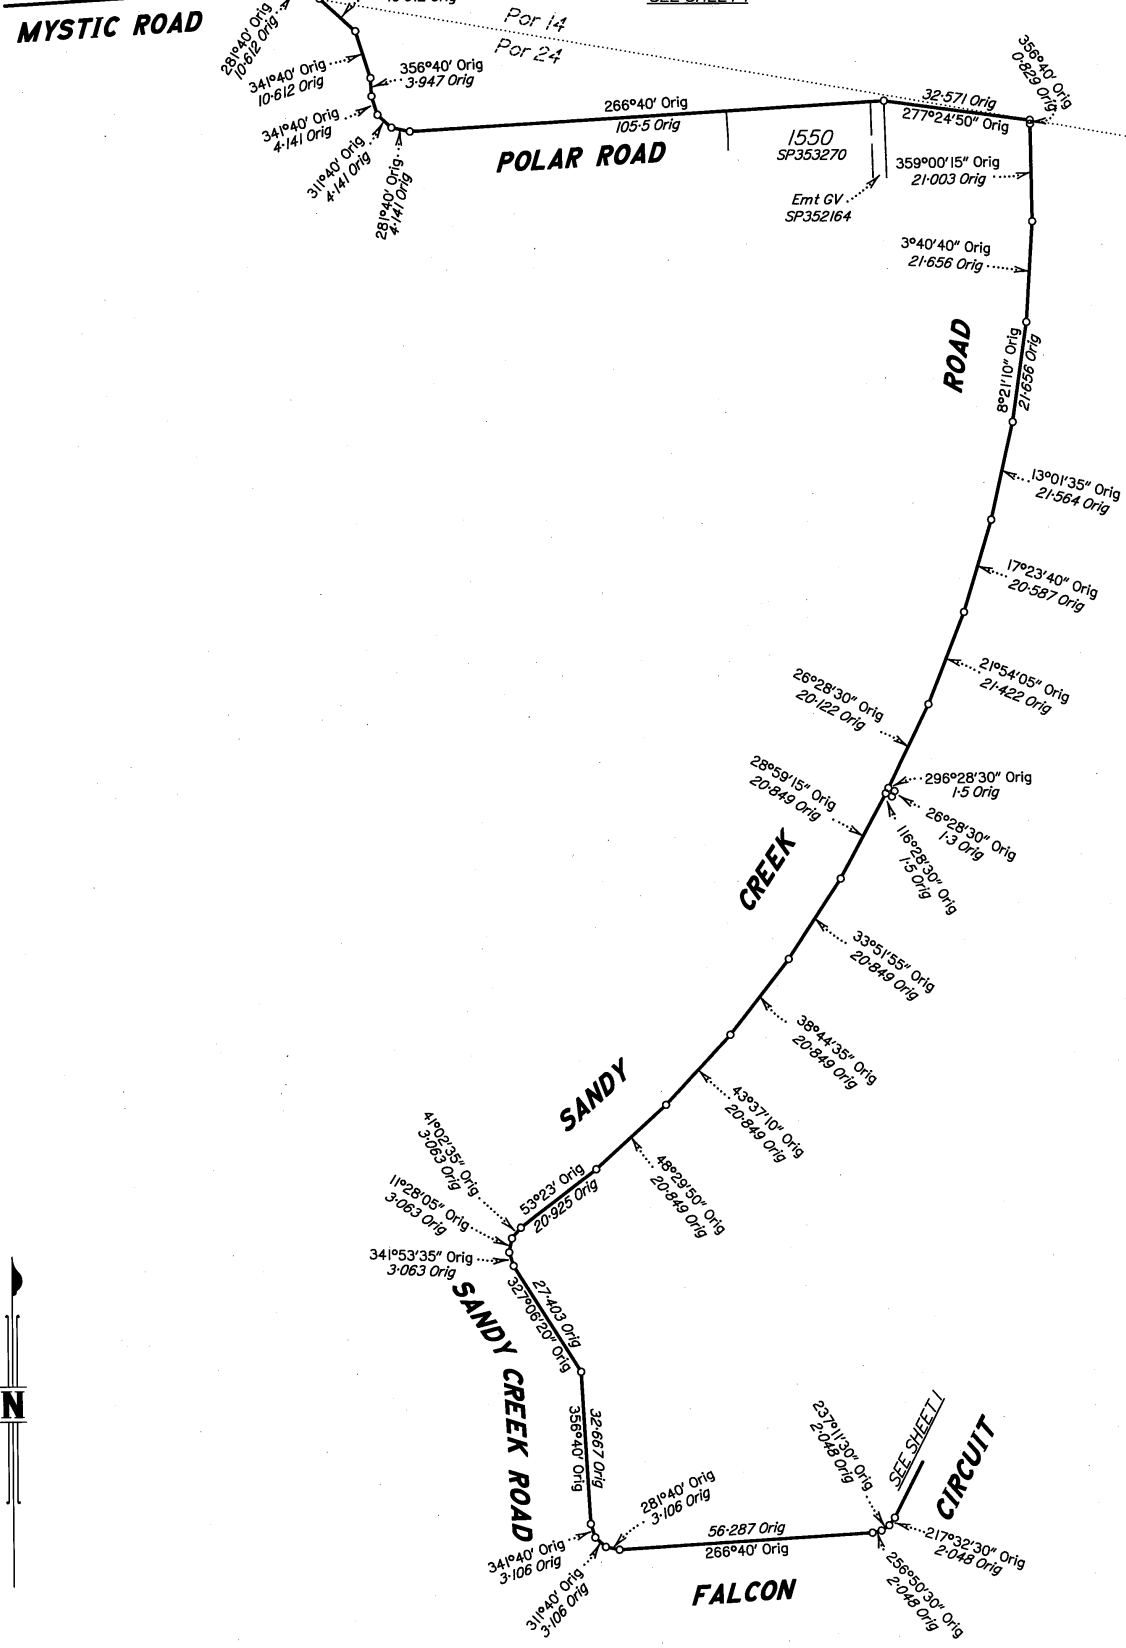 MYSTIC ROAD
281°40' Orig
10·612 Orig
10·612 Orig
SEE SHEET 1
Por 14
Por 24
341°40' Orig
10·612 Orig
356°40' Orig
3·947 Orig
341°40' Orig
4·141 Orig
311°40' Orig
4·141 Orig
281°40' Orig
4·141 Orig
266°40' Orig
105·5 Orig
POLAR ROAD
1550
SP353270
Emt GV
SP352164
32·571 Orig
277°24'50" Orig
356°40' Orig
0·829 Orig
359°00'15" Orig
21·003 Orig
3°40'40" Orig
21·656 Orig
ROAD
8°21'10" Orig
21·656 Orig
13°01'35" Orig
21·564 Orig
17°23'40" Orig
20·587 Orig
21°54'05" Orig
21·422 Orig
26°28'30" Orig
20·122 Orig
28°59'15" Orig
20·849 Orig
296°28'30" Orig
1·5 Orig
26°28'30" Orig
1·3 Orig
116°28'30" Orig
1·5 Orig
CREEK
33°51'55" Orig
20·849 Orig
38°44'35" Orig
20·849 Orig
SANDY
43°37'10" Orig
20·849 Orig
48°29'50" Orig
20·849 Orig
53°23' Orig
20·925 Orig
41°02'35" Orig
3·063 Orig
11°28'05" Orig
3·063 Orig
341°53'35" Orig
3·063 Orig
27·403 Orig
327°06'20" Orig
SANDY CREEK ROAD
32·667 Orig
356°40' Orig
N
341°40' Orig
3·106 Orig
311°40' Orig
3·106 Orig
281°40' Orig
3·106 Orig
56·287 Orig
266°40' Orig
FALCON
237°11'30" Orig
2·048 Orig
SEE SHEET 1
CIRCUIT
217°32'30" Orig
2·048 Orig
256°50'30" Orig
2·048 Orig